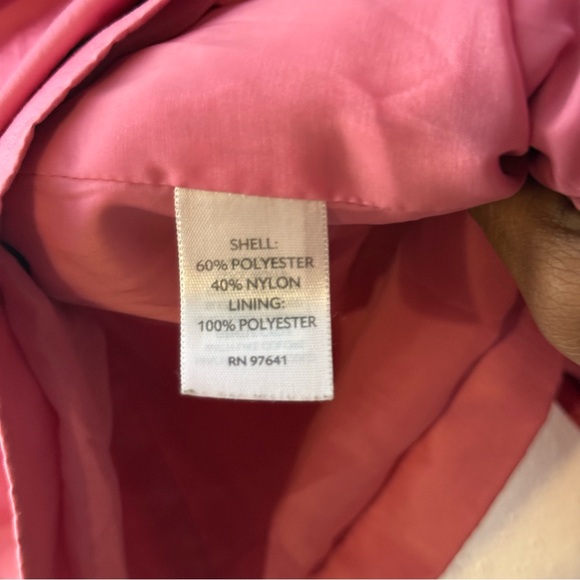 SHELL:
60% POLYESTER
40% NYLON
LINING:
100% POLYESTER
RN 97641